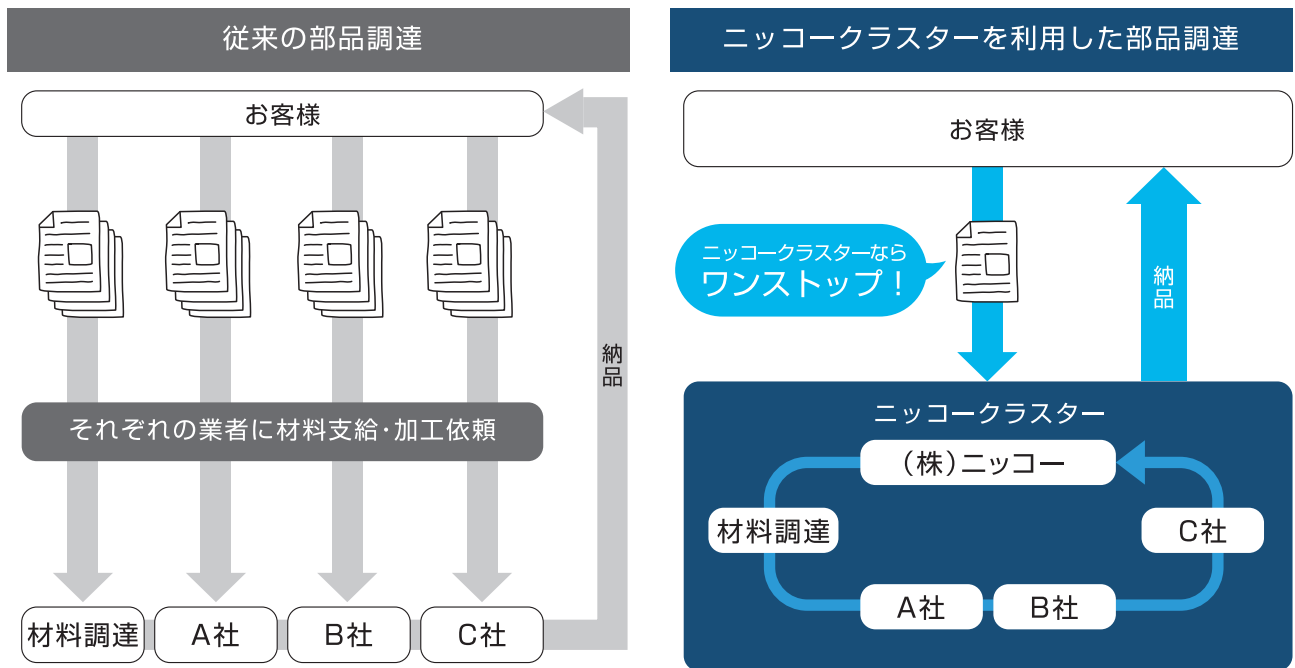 従来の部品調達
お客様
それぞれの業者に材料支給・加工依頼
材料調達
A社
B社
C社
納品
ニッコークラスターを利用した部品調達
お客様
ニッコークラスターなら
ワンストップ！
納品
ニッコークラスター
（株）ニッコー
材料調達
C社
A社
B社